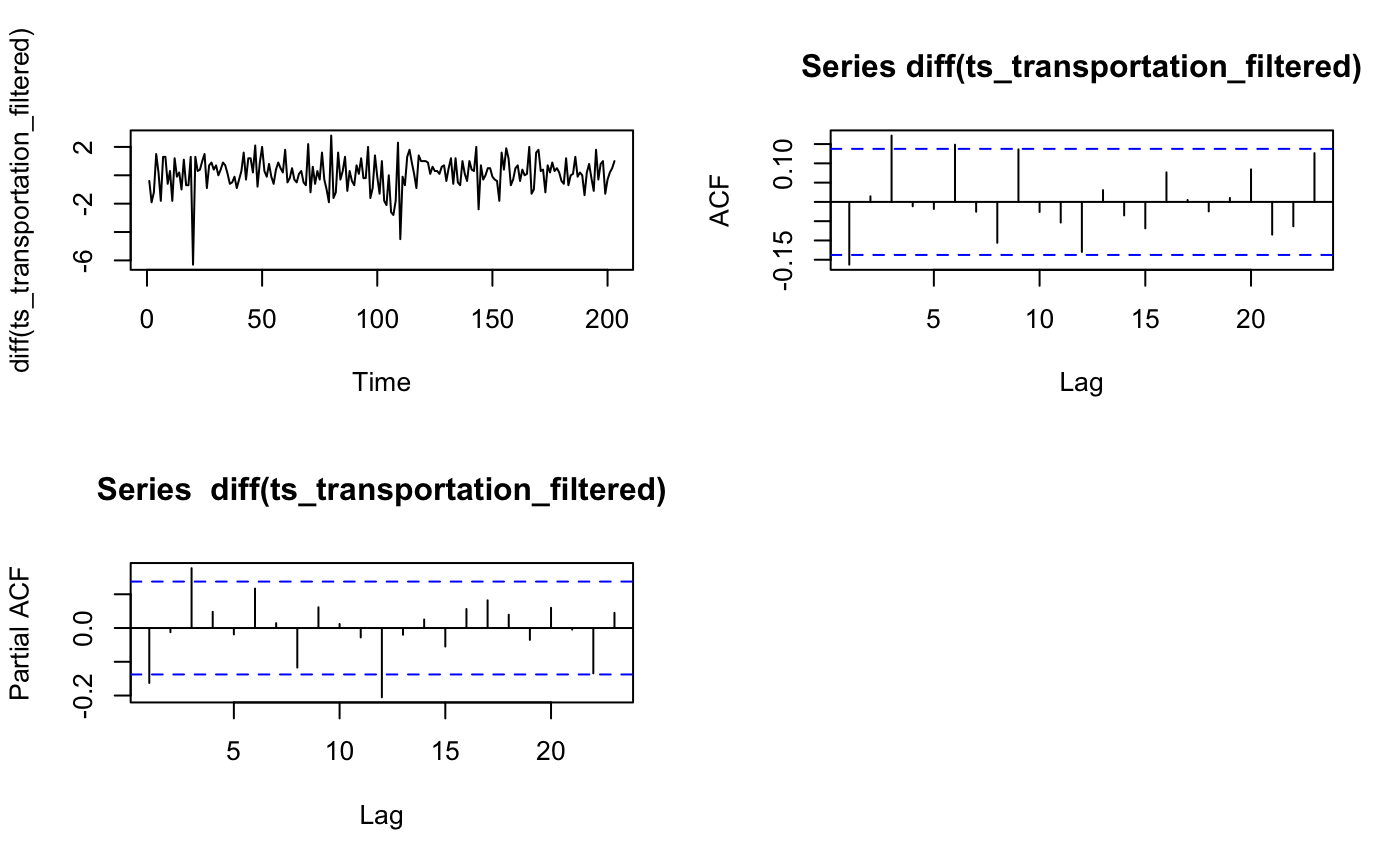 diff(ts_transportation_filtered)
2
-2
-6
0 50 100 150 200
Time
Series diff(ts_transportation_filtered)
ACF
0.10
-0.15
5 10 15 20
Lag
Series  diff(ts_transportation_filtered)
Partial ACF
0.0
-0.2
5 10 15 20
Lag